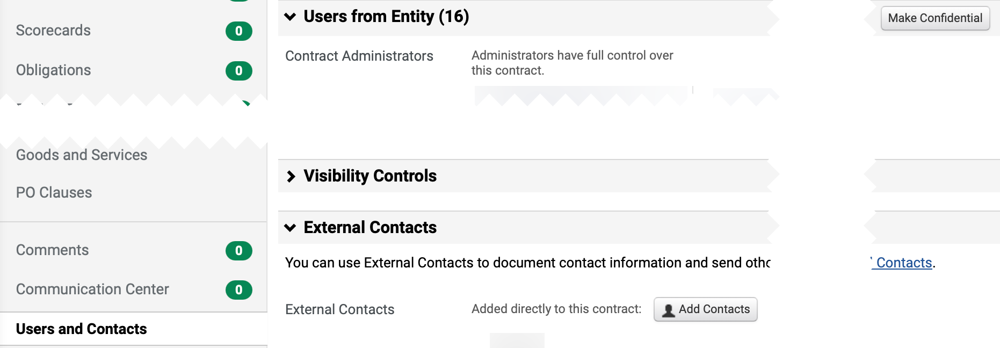 Scorecards 0
Obligations 0
Goods and Services
PO Clauses
Comments 0
Communication Center 0
Users and Contacts
Users from Entity (16)
Make Confidential
Contract Administrators
Administrators have full control over
this contract.
Visibility Controls
External Contacts
You can use External Contacts to document contact information and send
Contacts.
External Contacts
Added directly to this contract:
Add Contacts